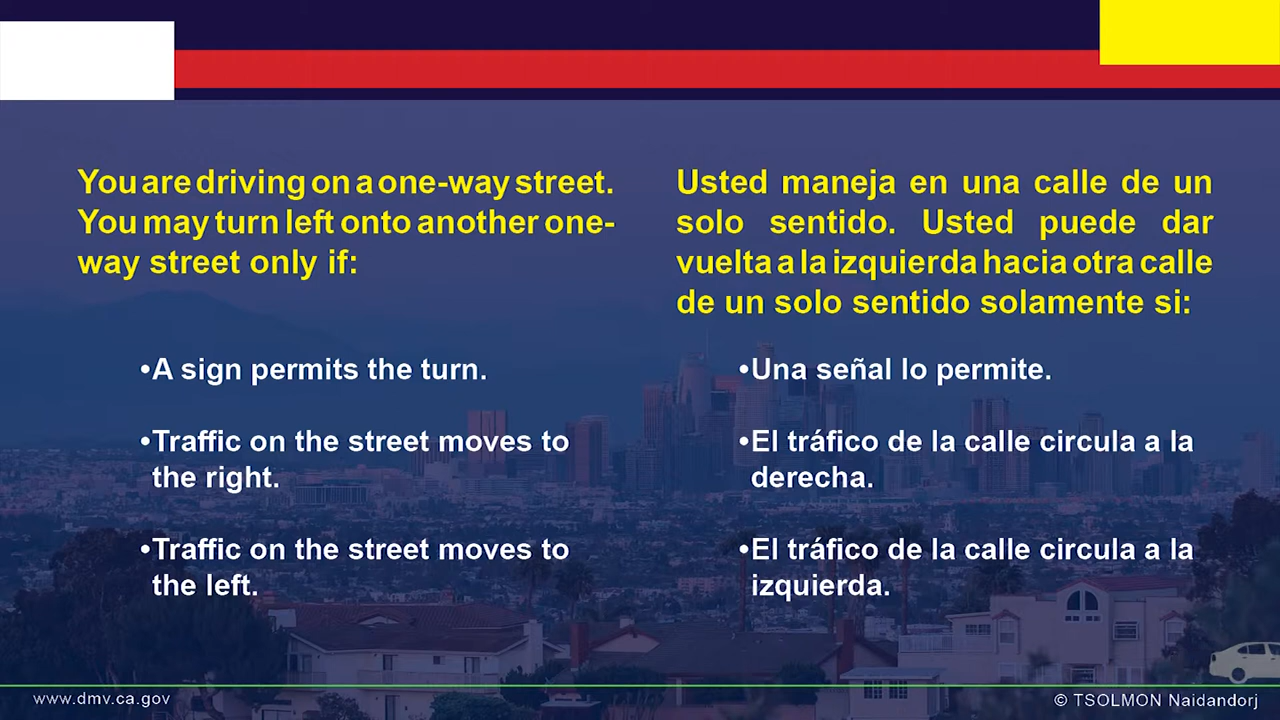 You are driving on a one-way street.
You may turn left onto another one-
way street only if:
•A sign permits the turn.
•Traffic on the street moves to
the right.
•Traffic on the street moves to
the left.
Usted maneja en una calle de un
solo sentido. Usted puede dar
vuelta a la izquierda hacia otra calle
de un solo sentido solamente si:
•Una señal lo permite.
•El tráfico de la calle circula a la
derecha.
•El tráfico de la calle circula a la
izquierda.
www.dmv.ca.gov
© TSOLMON Naidandorj